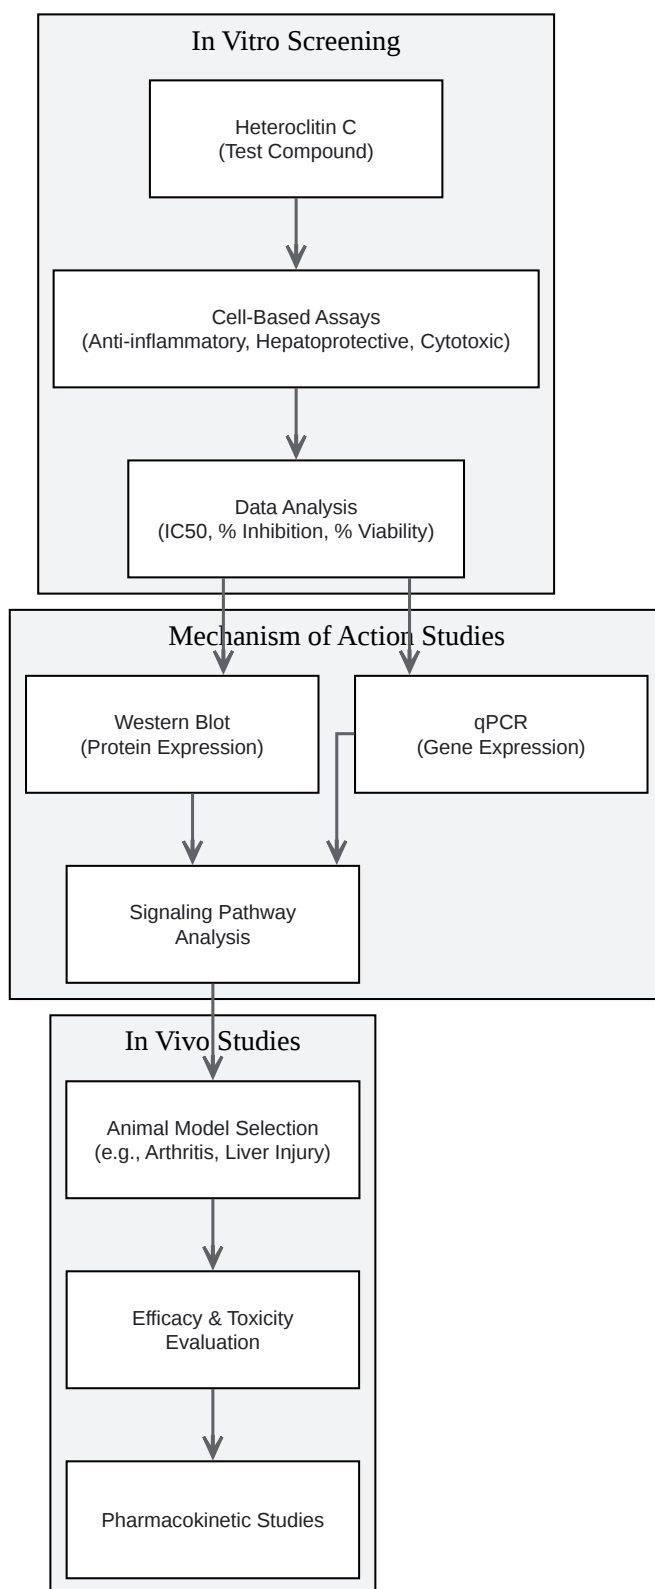 In Vitro Screening
Heteroclitin C
(Test Compound)
Cell-Based Assays
(Anti-inflammatory, Hepatoprotective, Cytotoxic)
Data Analysis
(IC50, % Inhibition, % Viability)
Mechanism of Action Studies
Western Blot
(Protein Expression)
qPCR
(Gene Expression)
Signaling Pathway
Analysis
In Vivo Studies
Animal Model Selection
(e.g., Arthritis, Liver Injury)
Efficacy & Toxicity
Evaluation
Pharmacokinetic Studies